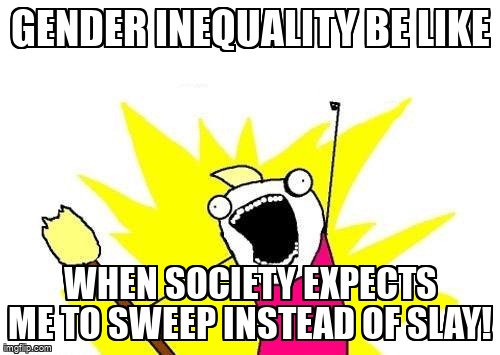 GENDER INEQUALITY BE LIKE
WHEN SOCIETY EXPECTS
ME TO SWEEP INSTEAD OF SLAY!
imgflip.com